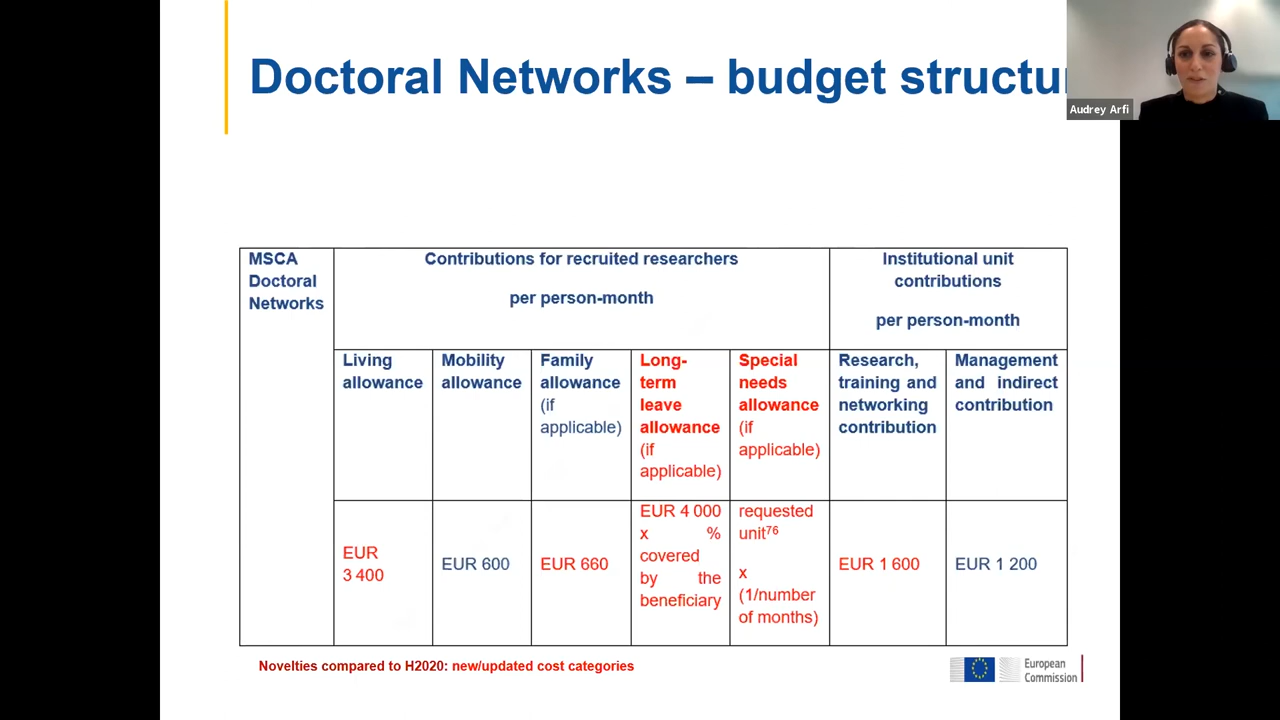 Doctoral Networks – budget structu
Audrey Arfi
MSCA
Doctoral
Networks
Contributions for recruited researchers
per person-month
Institutional unit
contributions
per person-month
Living
allowance
Mobility
allowance
Family
allowance
(if
applicable)
Long-
term
leave
allowance
(if
applicable)
Special
needs
allowance
(if
applicable)
Research,
training and
networking
contribution
Management
and indirect
contribution
EUR
3 400
EUR 600
EUR 660
EUR 4 000
x %
covered
by the
beneficiary
requested
unit⁷⁶
x
(1/number
of months)
EUR 1 600
EUR 1 200
Novelties compared to H2020: new/updated cost categories
European
Commission